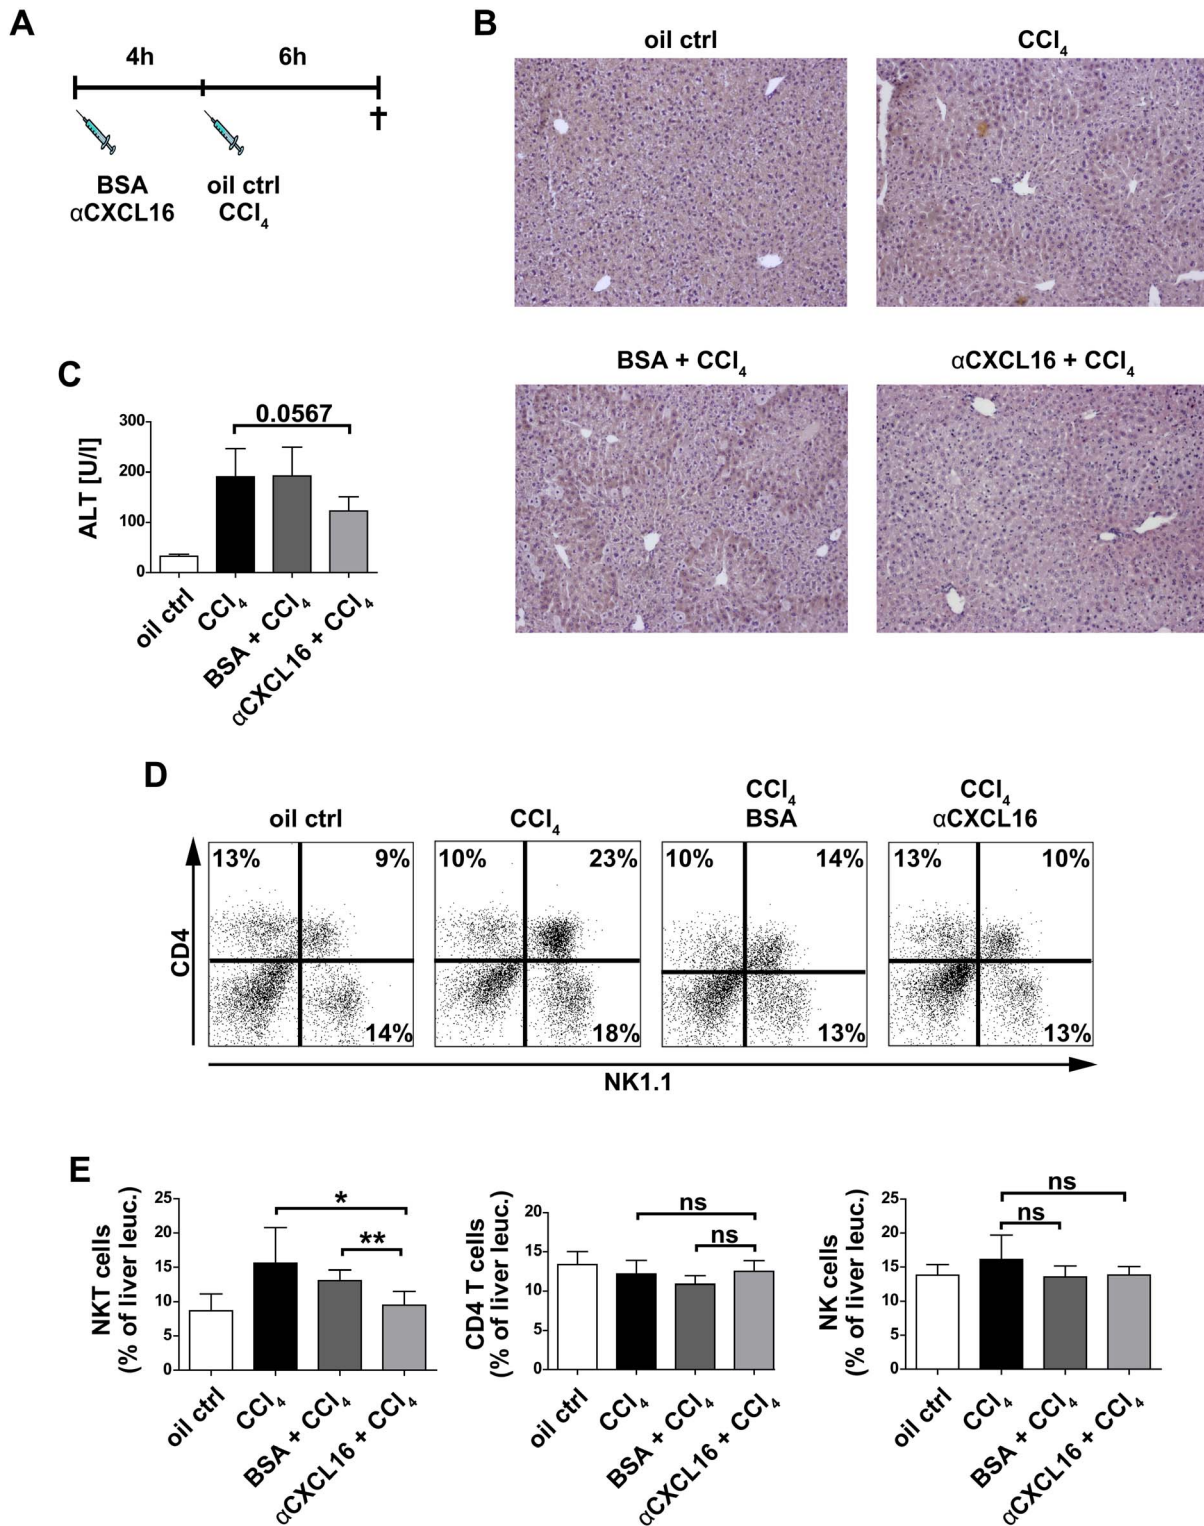 A
4h 6h
BSA oil ctrl
αCXCL16 CCl₄
B
oil ctrl CCl₄
BSA + CCl₄ αCXCL16 + CCl₄
C
0.0567
ALT [U/l]
300
200
100
0
oil ctrl
CCl₄
BSA + CCl₄
αCXCL16 + CCl₄
D
oil ctrl
CCl₄
CCl₄
BSA
CCl₄
αCXCL16
13% 9% 10% 23% 10% 14% 13% 10%
CD4
14% 18% 13% 13%
NK1.1
E
NKT cells
(% of liver leuc.)
25
20
15
10
5
0
*
**
oil ctrl
CCl₄
BSA + CCl₄
αCXCL16 + CCl₄
CD4 T cells
(% of liver leuc.)
20
15
10
5
0
ns
ns
oil ctrl
CCl₄
BSA + CCl₄
αCXCL16 + CCl₄
NK cells
(% of liver leuc.)
25
20
15
10
5
0
ns
ns
oil ctrl
CCl₄
BSA + CCl₄
αCXCL16 + CCl₄